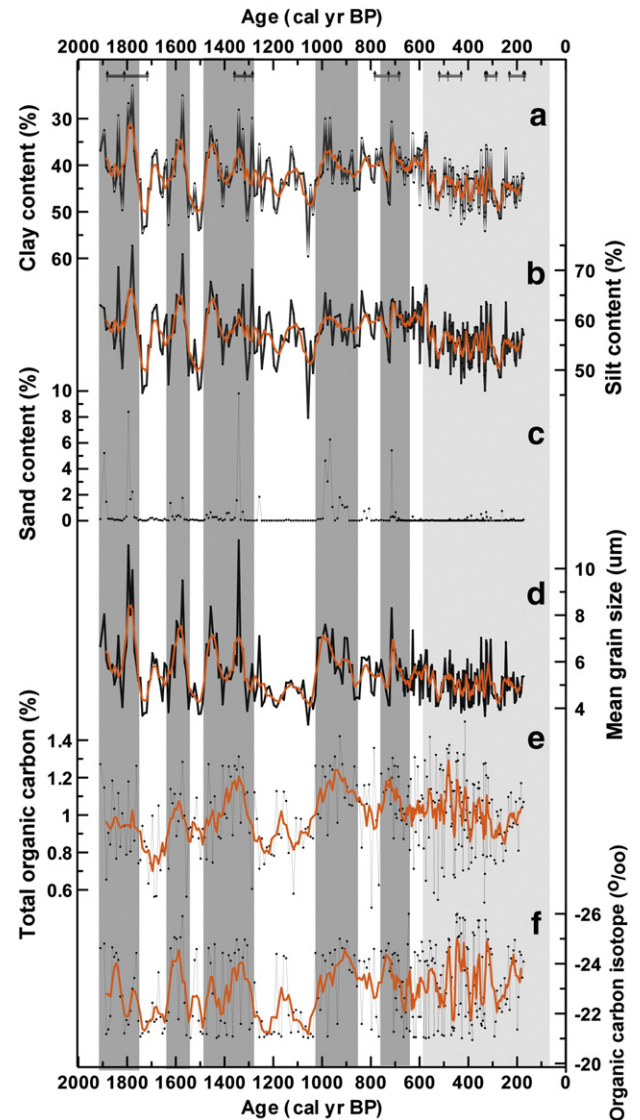 Age (cal yr BP)
2000 1800 1600 1400 1200 1000 800 600 400 200 0
a
30
40
50
60
Clay content (%)
b
70
60
50
Silt content (%)
c
10
8
6
4
2
0
Sand content (%)
d
10
8
6
4
Mean grain size (um)
e
1.4
1.2
1
0.8
0.6
Total organic carbon (%)
f
-26
-24
-22
-20
Organic carbon isotope (⁰/oo)
2000 1800 1600 1400 1200 1000 800 600 400 200 0
Age (cal yr BP)